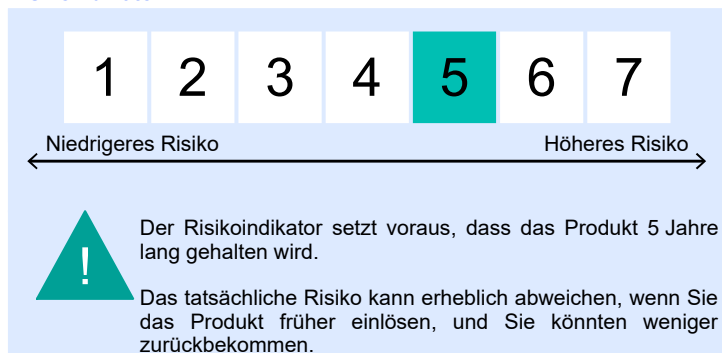 1 2 3 4 5 6 7
Niedrigeres Risiko Höheres Risiko
!
Der Risikoindikator setzt voraus, dass das Produkt 5 Jahre
lang gehalten wird.
Das tatsächliche Risiko kann erheblich abweichen, wenn Sie
das Produkt früher einlösen, und Sie könnten weniger
zurückbekommen.